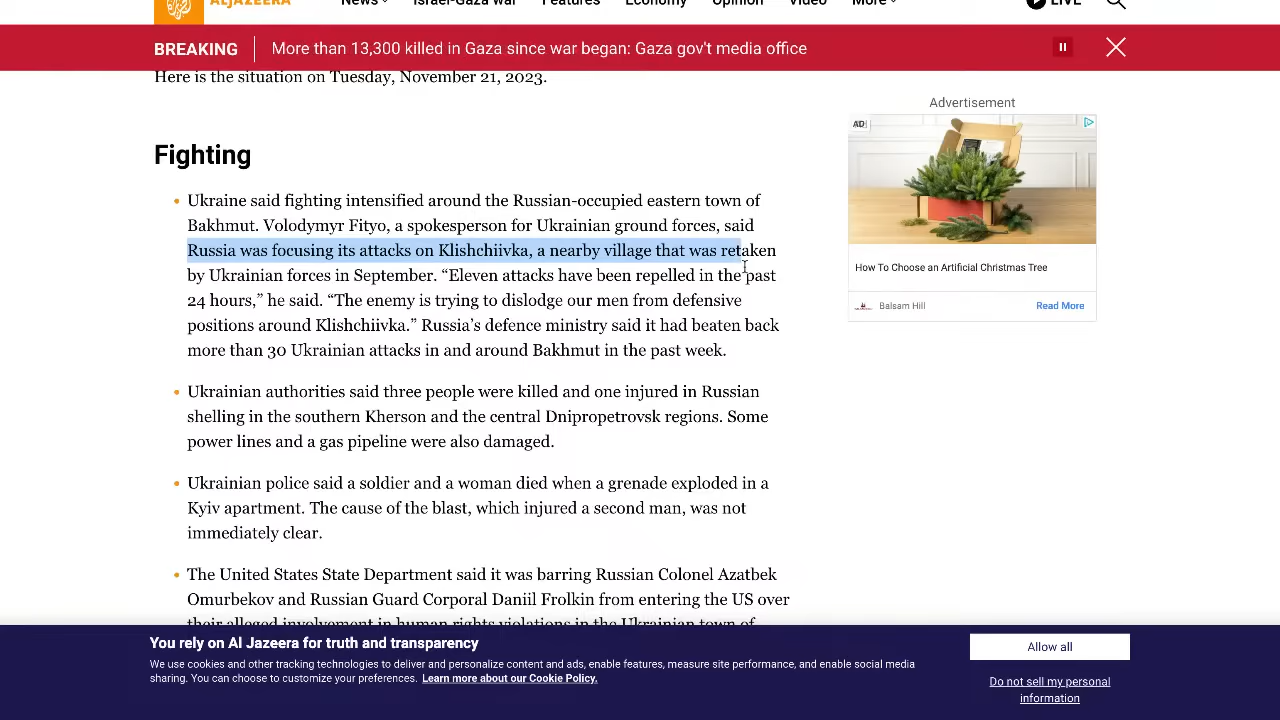 ALJAZEERA News Israel-Gaza war Features Economy Opinion Video More LIVE
BREAKING More than 13,300 killed in Gaza since war began: Gaza gov't media office
Here is the situation on Tuesday, November 21, 2023.
Advertisement
AD
Fighting
Ukraine said fighting intensified around the Russian-occupied eastern town of
Bakhmut. Volodymyr Fityo, a spokesperson for Ukrainian ground forces, said
Russia was focusing its attacks on Klishchiivka, a nearby village that was retaken
by Ukrainian forces in September. “Eleven attacks have been repelled in the past
24 hours,” he said. “The enemy is trying to dislodge our men from defensive
positions around Klishchiivka.” Russia’s defence ministry said it had beaten back
more than 30 Ukrainian attacks in and around Bakhmut in the past week.
How To Choose an Artificial Christmas Tree
Balsam Hill Read More
Ukrainian authorities said three people were killed and one injured in Russian
shelling in the southern Kherson and the central Dnipropetrovsk regions. Some
power lines and a gas pipeline were also damaged.
Ukrainian police said a soldier and a woman died when a grenade exploded in a
Kyiv apartment. The cause of the blast, which injured a second man, was not
immediately clear.
The United States State Department said it was barring Russian Colonel Azatbek
Omurbekov and Russian Guard Corporal Daniil Frolkin from entering the US over
their alleged involvement in human rights violations in the Ukrainian town of
You rely on Al Jazeera for truth and transparency
We use cookies and other tracking technologies to deliver and personalize content and ads, enable features, measure site performance, and enable social media
sharing. You can choose to customize your preferences. Learn more about our Cookie Policy.
Allow all
Do not sell my personal
information